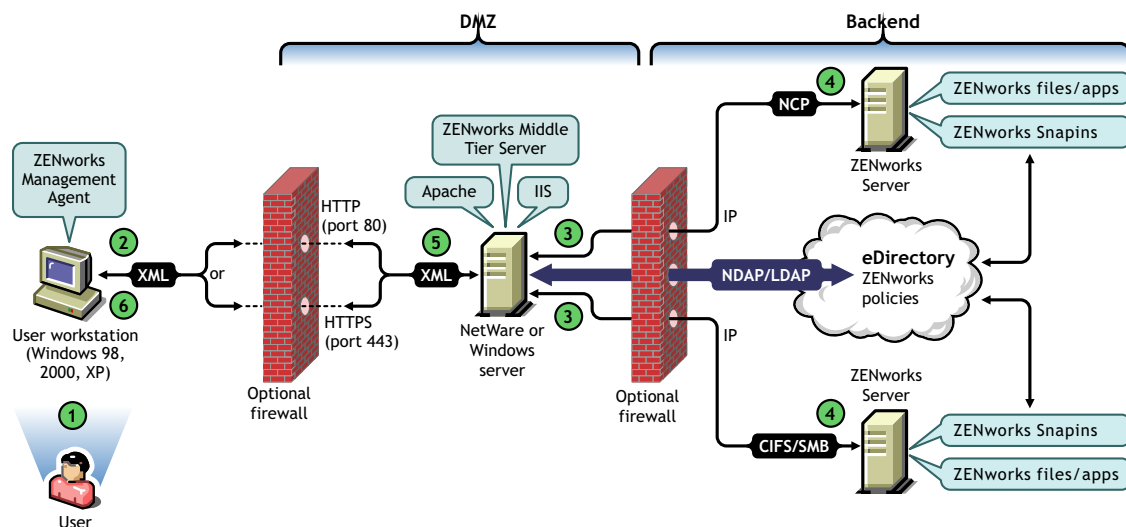 DMZ
Backend
ZENworks
Management
Agent
2
XML
or
6
User workstation
(Windows 98,
2000, XP)
1
User
HTTP
(port 80)
HTTPS
(port 443)
Optional
firewall
ZENworks Middle
Tier Server
Apache
IIS
5
XML
3
3
NetWare or
Windows
server
Optional
firewall
IP
NCP
4
ZENworks
Server
ZENworks files/apps
ZENworks Snapins
NDAP/LDAP
eDirectory
ZENworks
policies
IP
CIFS/SMB
4
ZENworks
Server
ZENworks Snapins
ZENworks files/apps